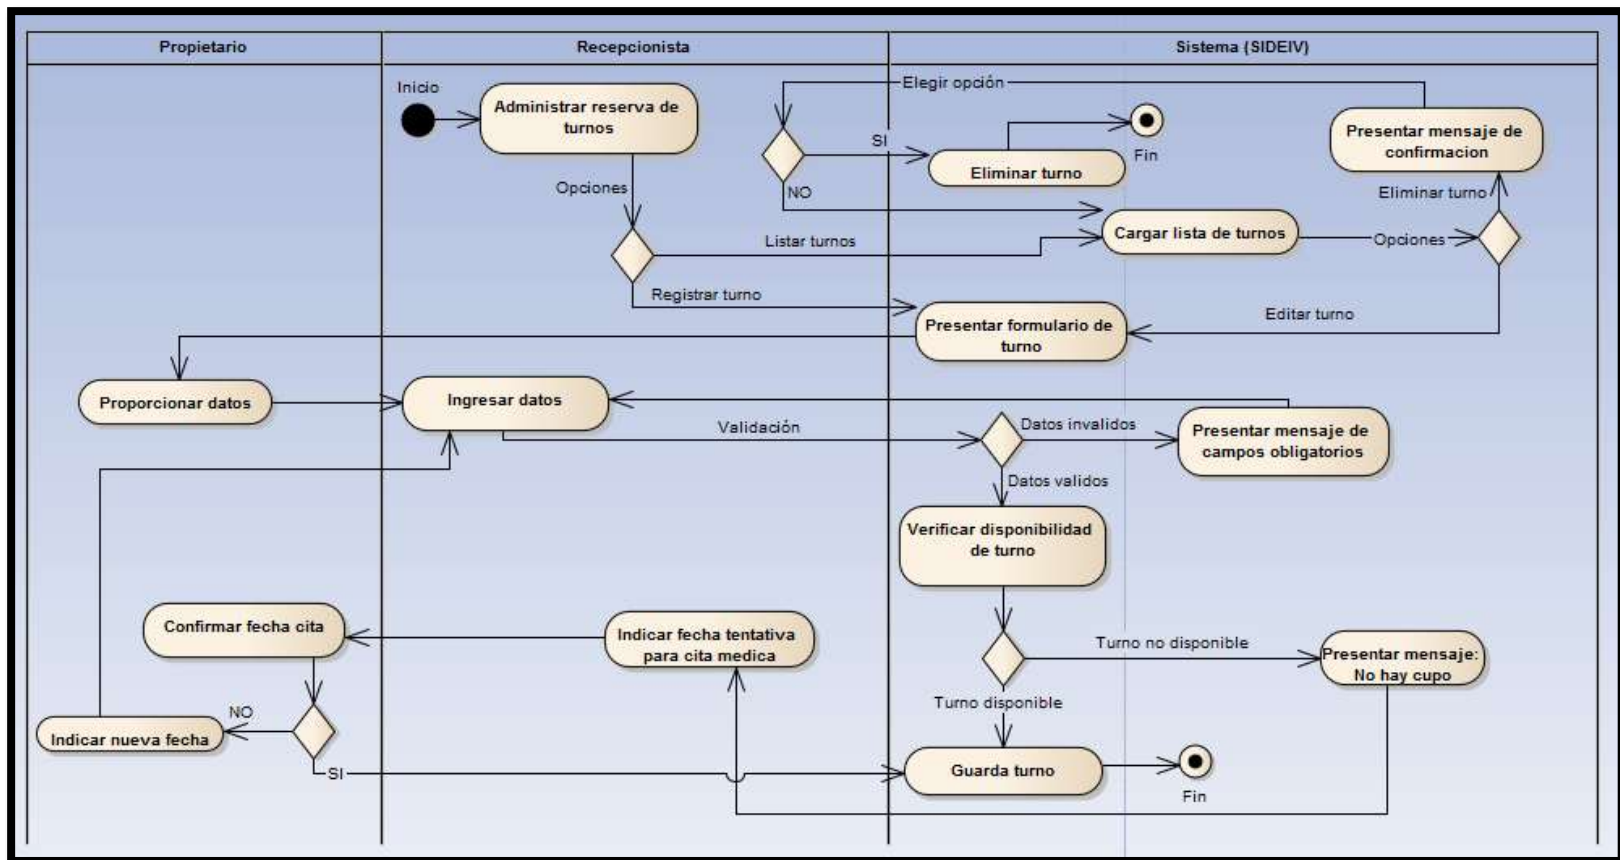 Propietario
Recepcionista
Sistema (SIDEIV)
Inicio
Administrar reserva de
turnos
Elegir opción
SI
NO
Eliminar turno
Fin
Presentar mensaje de
confirmacion
Eliminar turno
Opciones
Listar turnos
Cargar lista de turnos
Opciones
Registrar turno
Editar turno
Presentar formulario de
turno
Proporcionar datos
Ingresar datos
Validación
Datos invalidos
Presentar mensaje de
campos obligatorios
Datos validos
Verificar disponibilidad
de turno
Confirmar fecha cita
Indicar fecha tentativa
para cita medica
Turno no disponible
Presentar mensaje:
No hay cupo
Turno disponible
NO
Indicar nueva fecha
SI
Guarda turno
Fin